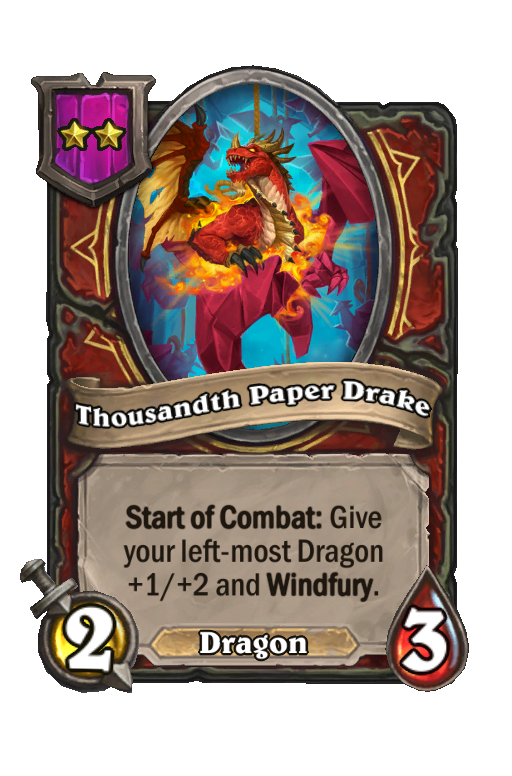 Thousandth Paper Drake
Start of Combat: Give
your left-most Dragon
+1/+2 and Windfury.
2
Dragon
3